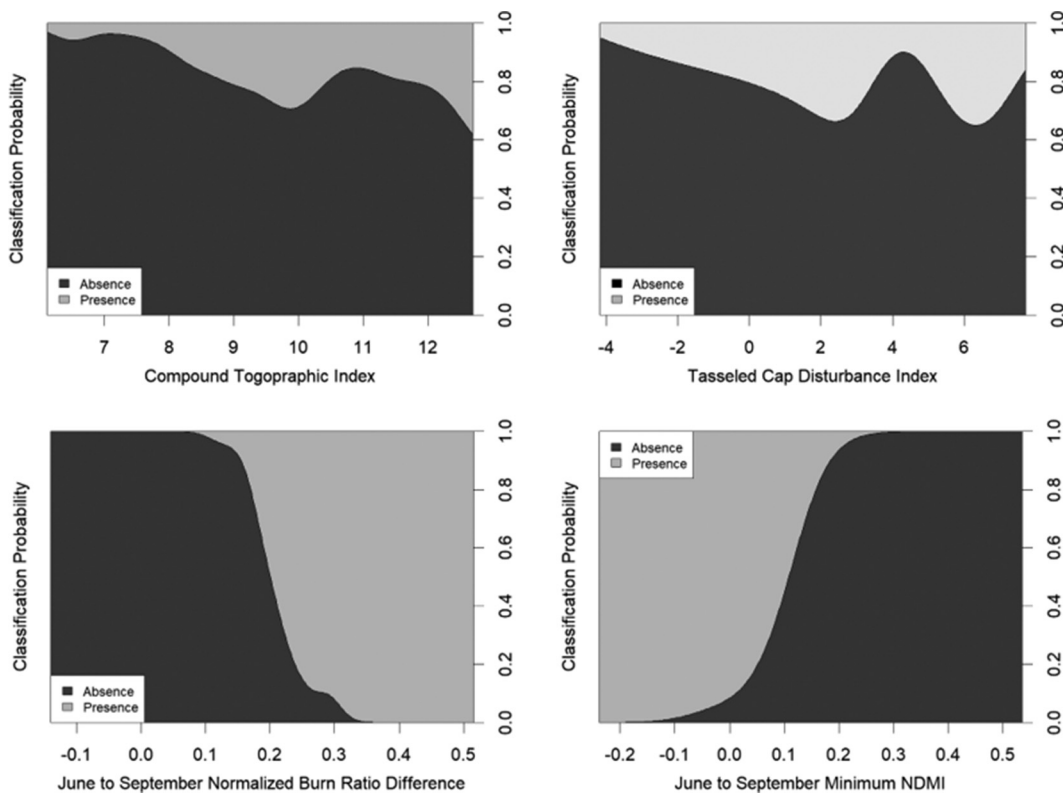 Classification Probability
0.0 0.2 0.4 0.6 0.8 1.0
Absence
Presence
7 8 9 10 11 12
Compound Togopraphic Index
Classification Probability
0.0 0.2 0.4 0.6 0.8 1.0
Absence
Presence
-4 -2 0 2 4 6
Tasseled Cap Disturbance Index
Classification Probability
0.0 0.2 0.4 0.6 0.8 1.0
Absence
Presence
-0.1 0.0 0.1 0.2 0.3 0.4 0.5
June to September Normalized Burn Ratio Difference
Classification Probability
0.0 0.2 0.4 0.6 0.8 1.0
Absence
Presence
-0.2 -0.1 0.0 0.1 0.2 0.3 0.4 0.5
June to September Minimum NDMI